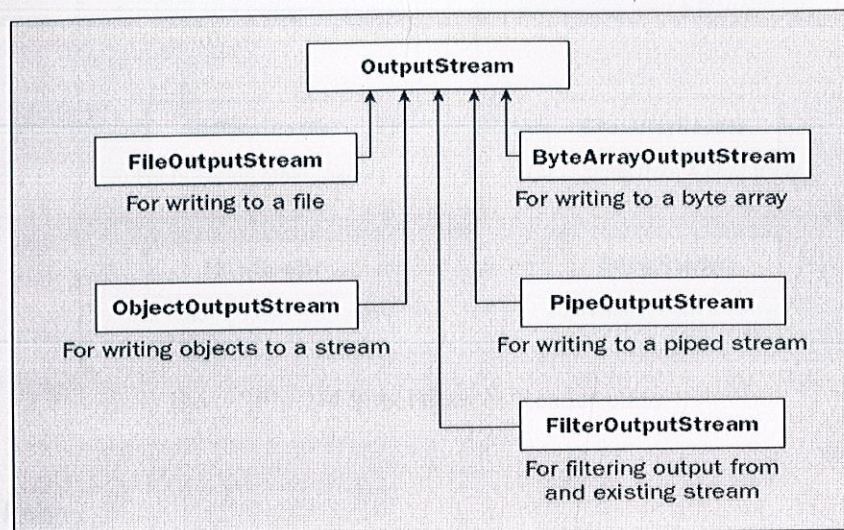 OutputStream
FileOutputStream
For writing to a file
ByteArrayOutputStream
For writing to a byte array
ObjectOutputStream
For writing objects to a stream
PipeOutputStream
For writing to a piped stream
FilterOutputStream
For filtering output from
and existing stream